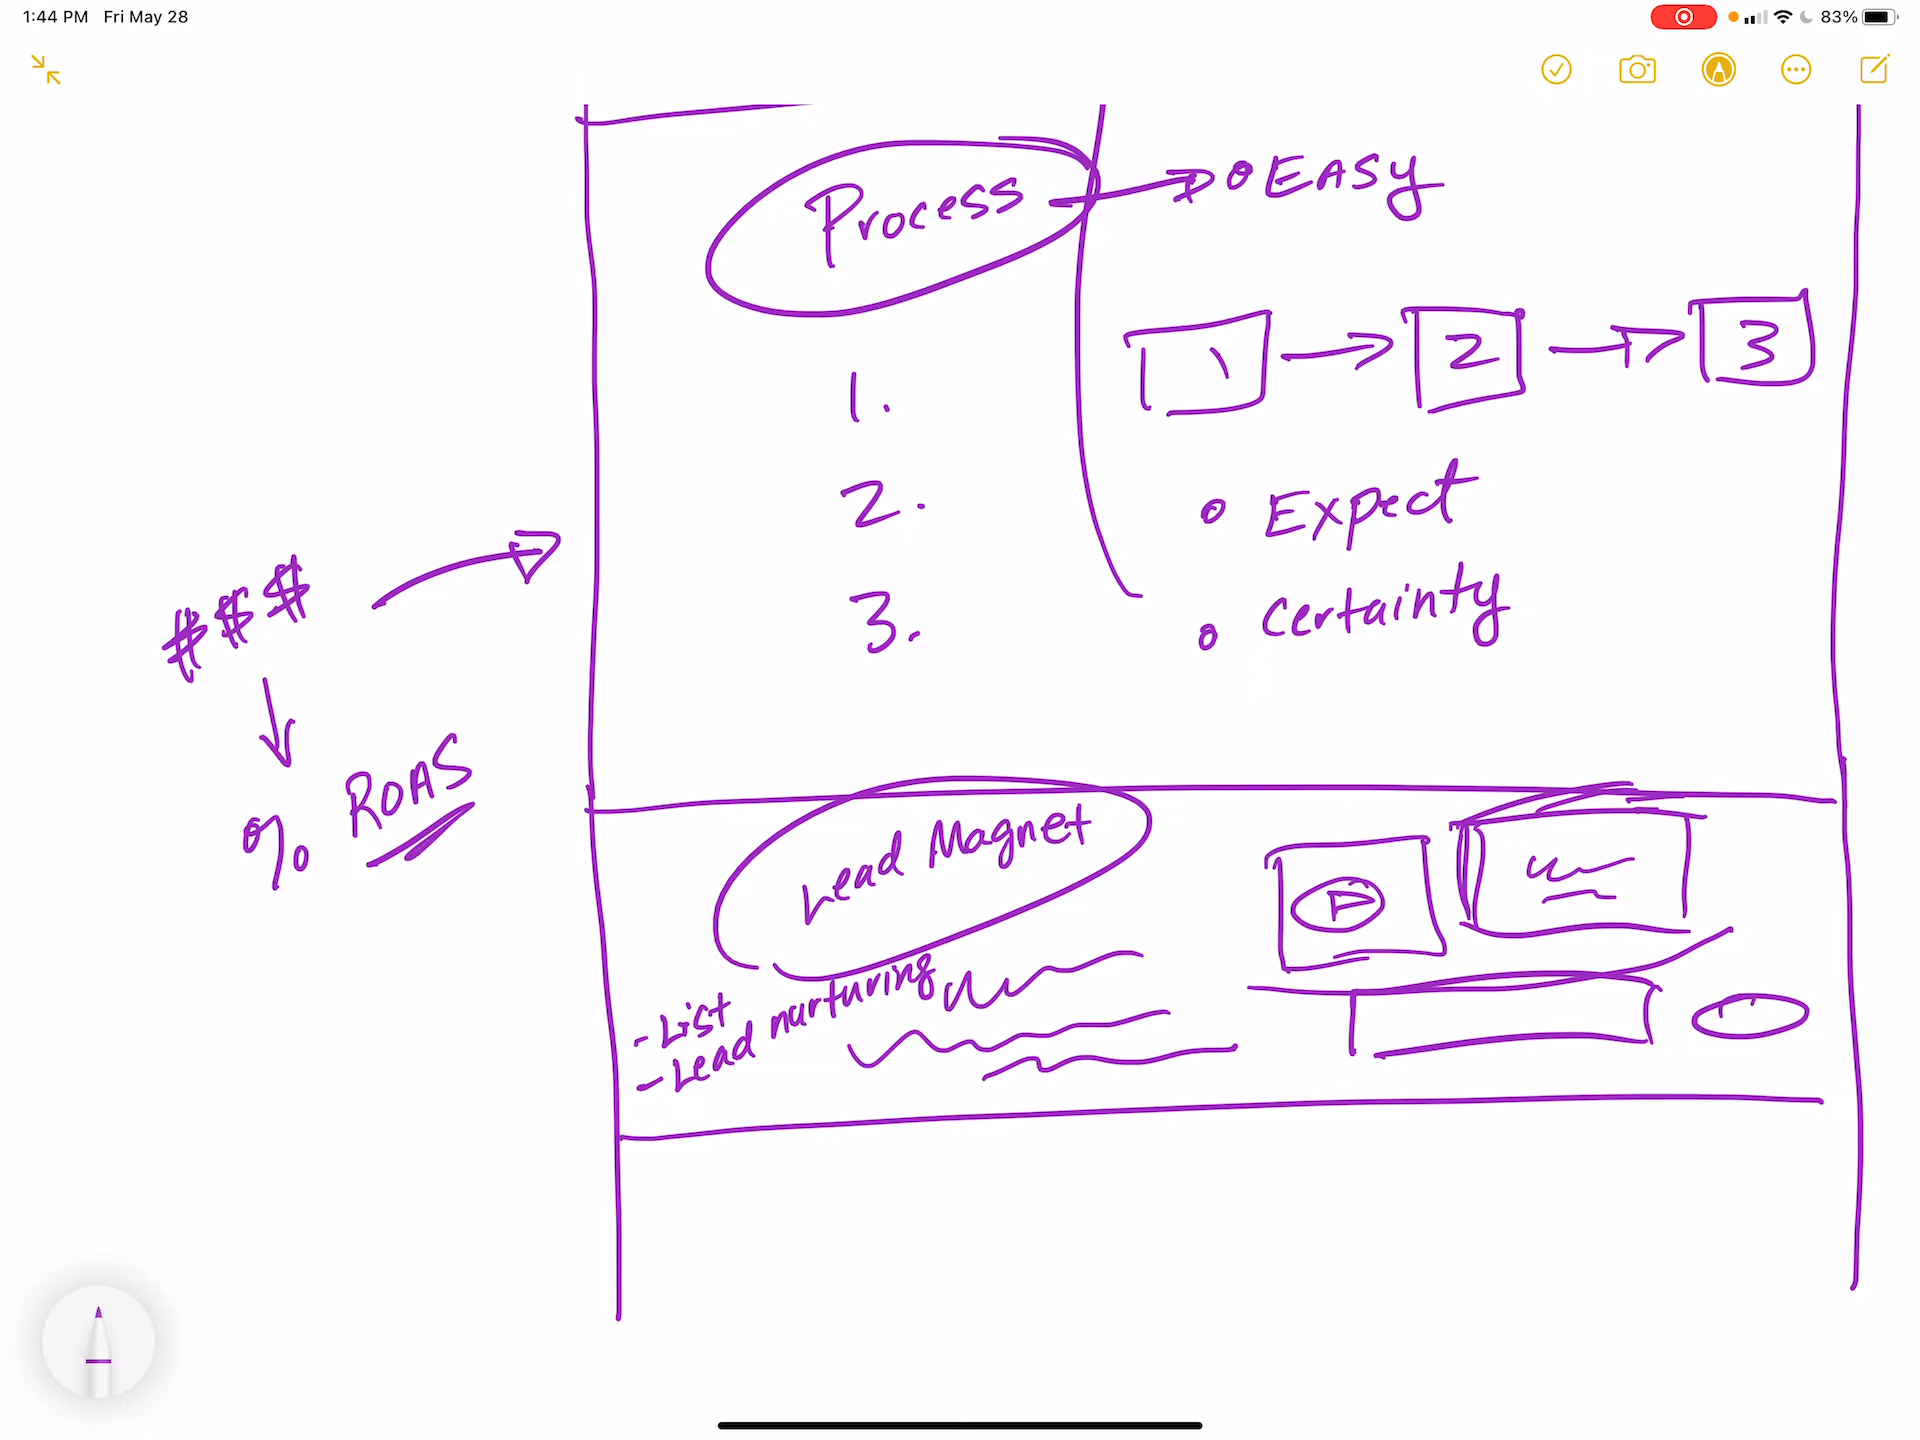 1:44 PM Fri May 28
83%
Process
• EASY
1 → 2 → 3
1.
2.
3.
• Expect
• Certainty
$$$
% ROAS
Lead Magnet
- List
- Lead nurturing